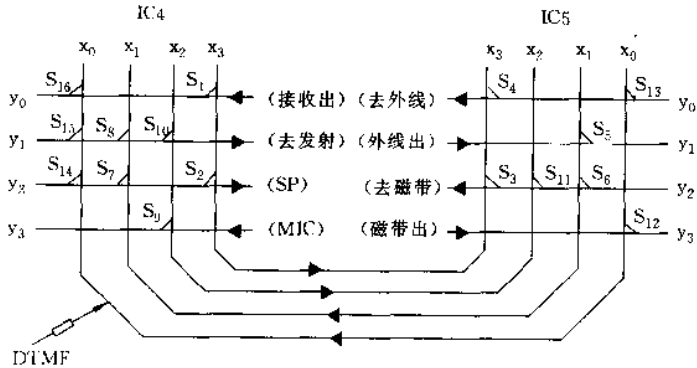 IC4 IC5
x₀ x₁ x₂ x₃ x₃ x₂ x₁ x₀
y₀ S₁₆ S₁ (接收出) (去外线) S₄ S₁₃ y₀
y₁ S₁₅ S₈ S₁₀ (去发射) (外线出) S₅ y₁
y₂ S₁₄ S₇ S₂ (SP) (去磁带) S₃ S₁₁ S₆ y₂
y₃ S₉ (MIC) (磁带出) S₁₂ y₃
DTMF